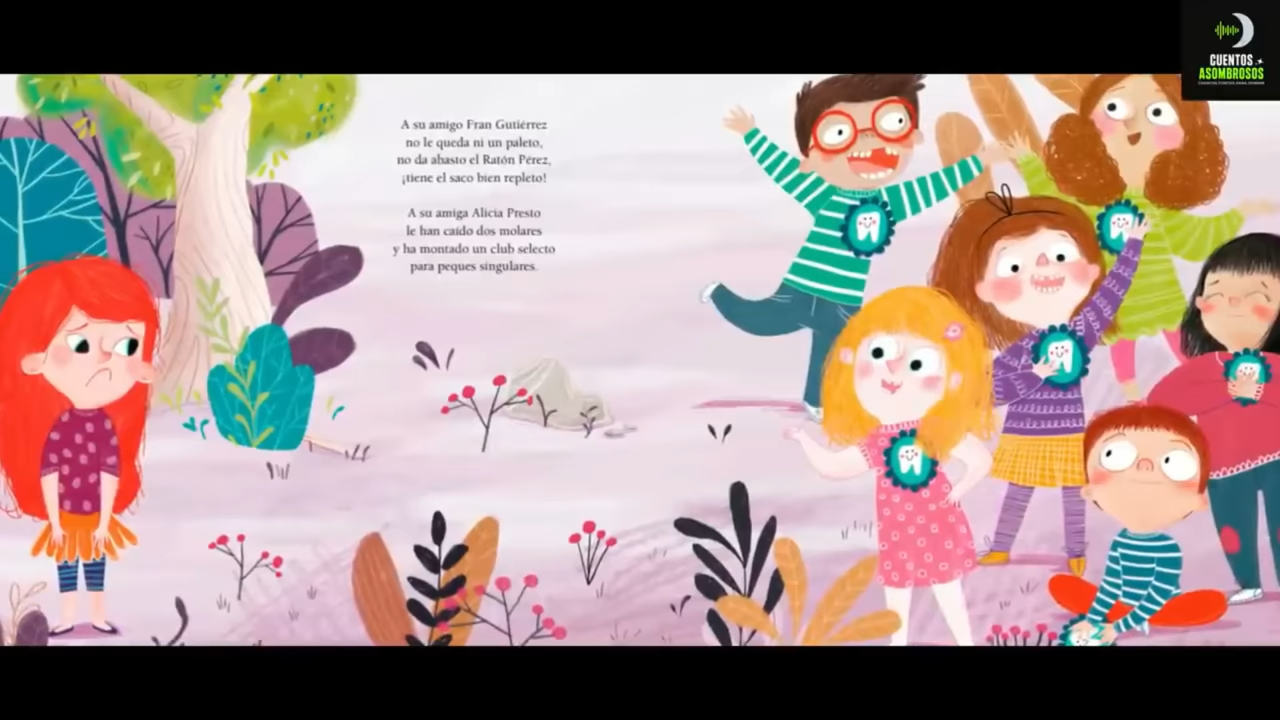 CUENTOS
ASOMBROSOS
A su amigo Fran Gutiérrez
no le queda ni un paleto,
no da abasto el Ratón Pérez,
¡tiene el saco bien repleto!
A su amiga Alicia Presto
le han caído dos molares
y ha montado un club selecto
para peques singulares.